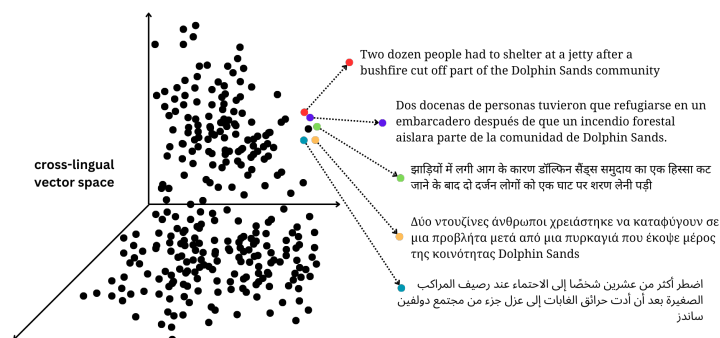 cross-lingual
vector space
Two dozen people had to shelter at a jetty after a
bushfire cut off part of the Dolphin Sands community
Dos docenas de personas tuvieron que refugiarse en un
embarcadero después de que un incendio forestal
aislara parte de la comunidad de Dolphin Sands.
झाड़ियों में लगी आग के कारण डॉल्फिन सैंड्स समुदाय का एक हिस्सा कट
जाने के बाद दो दर्जन लोगों को एक घाट पर शरण लेनी पड़ी
Δύο ντουζίνες άνθρωποι χρειάστηκε να καταφύγουν σε
μια προβλήτα μετά από μια πυρκαγιά που έκοψε μέρος
της κοινότητας Dolphin Sands
اضطر أكثر من عشرين شخصًا إلى الاحتماء عند رصيف المراكب
الصغيرة بعد أن أدت حرائق الغابات إلى عزل جزء من مجتمع دولفين
ساندز